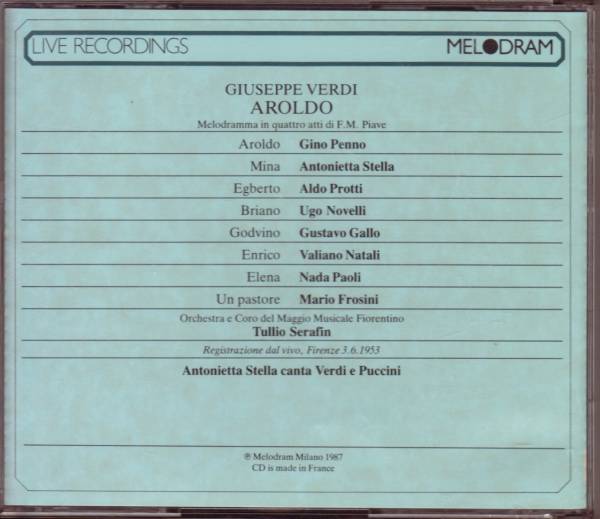 LIVE RECORDINGS MELODRAM
GIUSEPPE VERDI
AROLDO
Melodramma in quattro atti di F.M. Piave
Aroldo Gino Penno
Mina Antonietta Stella
Egberto Aldo Protti
Briano Ugo Novelli
Godvino Gustavo Gallo
Enrico Valiano Natali
Elena Nada Paoli
Un pastore Mario Frosini
Orchestra e Coro del Maggio Musicale Fiorentino
Tullio Serafin
Registrazione dal vivo, Firenze 3.6.1953
Antonietta Stella canta Verdi e Puccini
℗ Melodram Milano 1987
CD is made in France